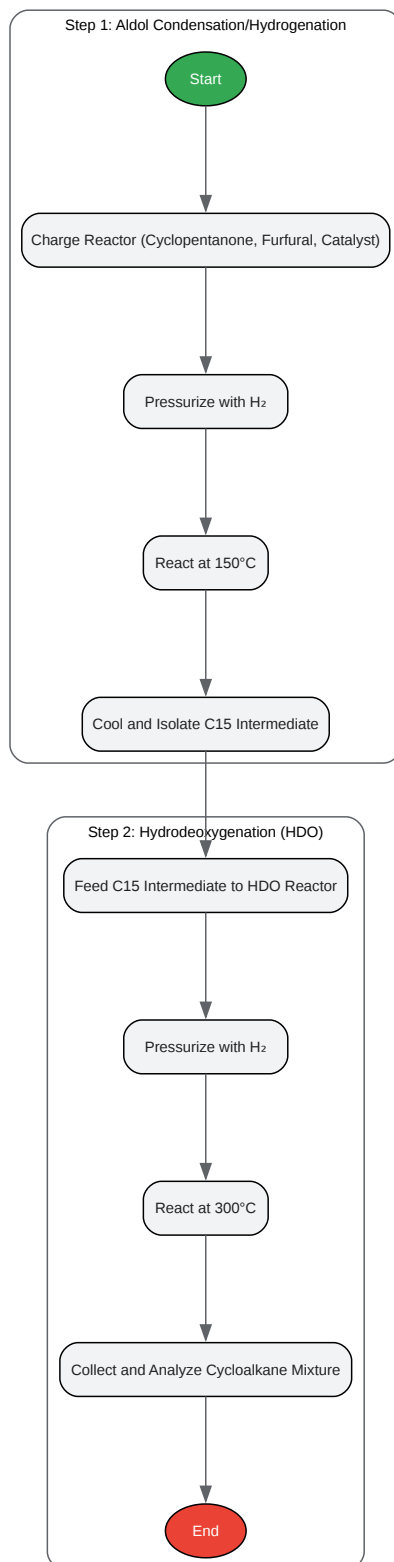 Step 1: Aldol Condensation/Hydrogenation
Start
Charge Reactor (Cyclopentanone, Furfural, Catalyst)
Pressurize with H₂
React at 150°C
Cool and Isolate C15 Intermediate
Step 2: Hydrodeoxygenation (HDO)
Feed C15 Intermediate to HDO Reactor
Pressurize with H₂
React at 300°C
Collect and Analyze Cycloalkane Mixture
End